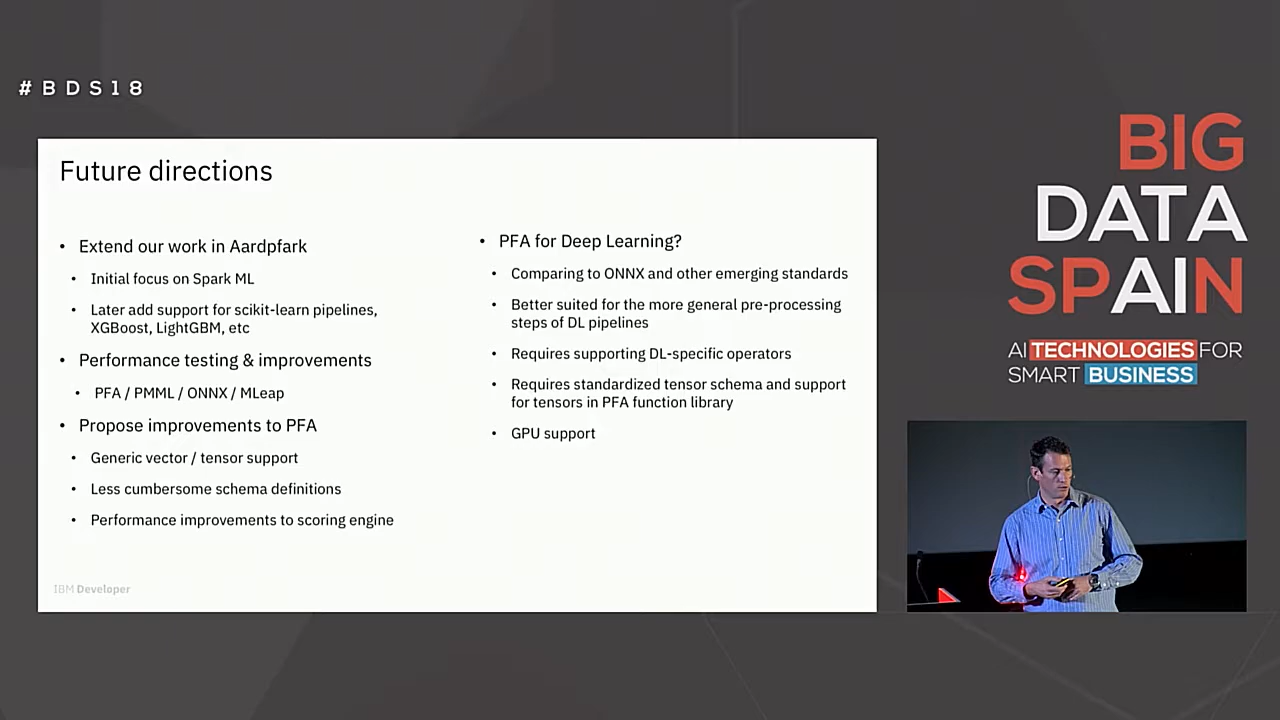 #BDS18
Future directions
• Extend our work in Aardpfark
• Initial focus on Spark ML
• Later add support for scikit-learn pipelines,
XGBoost, LightGBM, etc
• Performance testing & improvements
• PFA / PMML / ONNX / MLeap
• Propose improvements to PFA
• Generic vector / tensor support
• Less cumbersome schema definitions
• Performance improvements to scoring engine
• PFA for Deep Learning?
• Comparing to ONNX and other emerging standards
• Better suited for the more general pre-processing
steps of DL pipelines
• Requires supporting DL-specific operators
• Requires standardized tensor schema and support
for tensors in PFA function library
• GPU support
IBM Developer
BIG
DATA
SPAIN
AI TECHNOLOGIES FOR
SMART BUSINESS